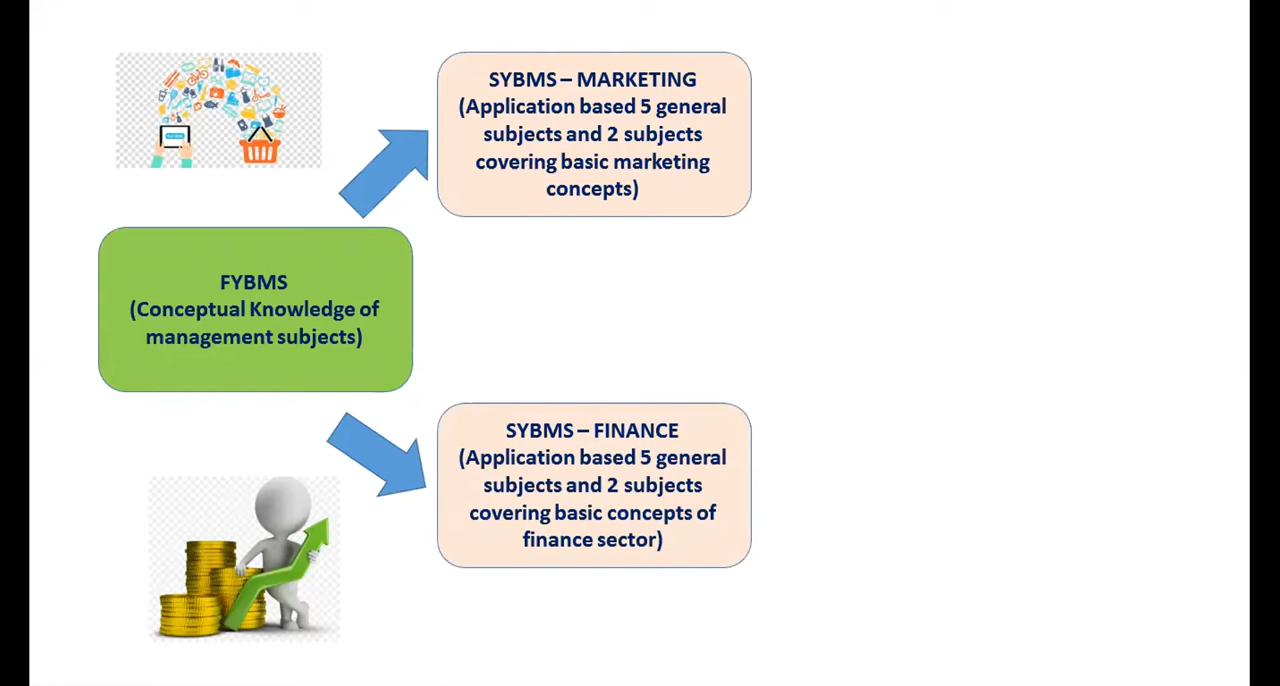 SYBMS – MARKETING
(Application based 5 general
subjects and 2 subjects
covering basic marketing
concepts)
FYBMS
(Conceptual Knowledge of
management subjects)
SYBMS – FINANCE
(Application based 5 general
subjects and 2 subjects
covering basic concepts of
finance sector)